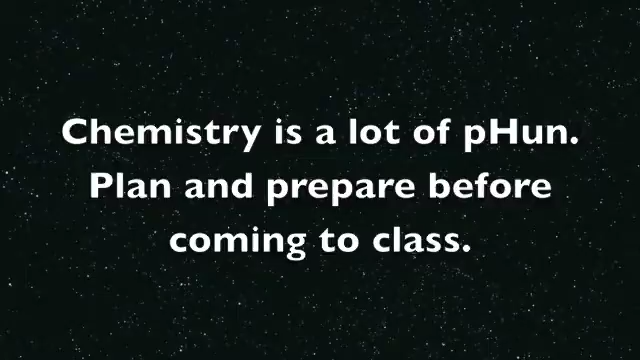 Chemistry is a lot of pHun.
Plan and prepare before
coming to class.